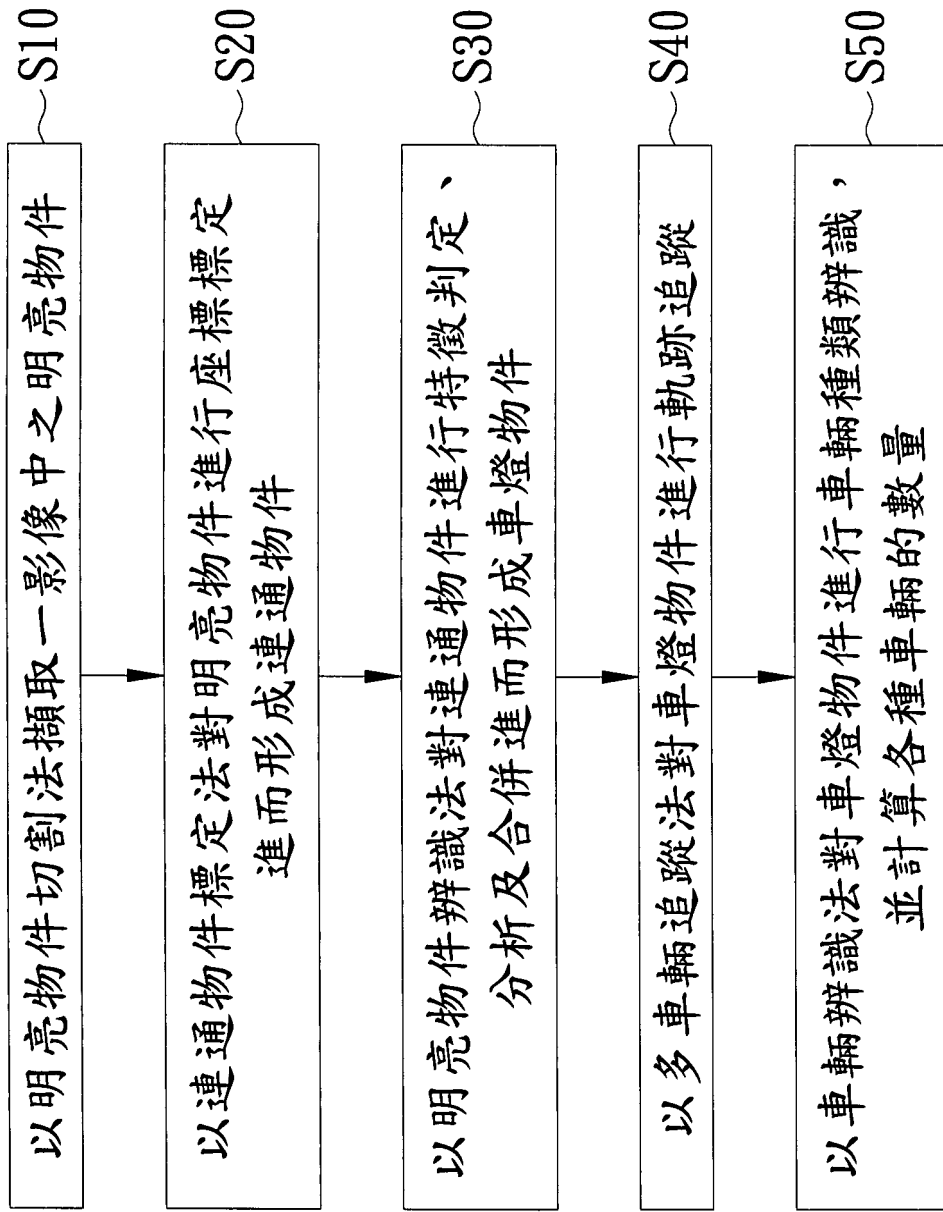 以明亮物件切割法擷取一影像中之明亮物件
S10
以連通物件標定法對明亮物件進行座標標定
進而形成連通物件
S20
以明亮物件辨識法對連通物件進行特徵判定、
分析及合併進而形成車燈物件
S30
以多車輛追蹤法對車燈物件進行軌跡追蹤
S40
以車輛辨識法對車燈物件進行車輛種類辨識，
並計算各種車輛的數量
S50